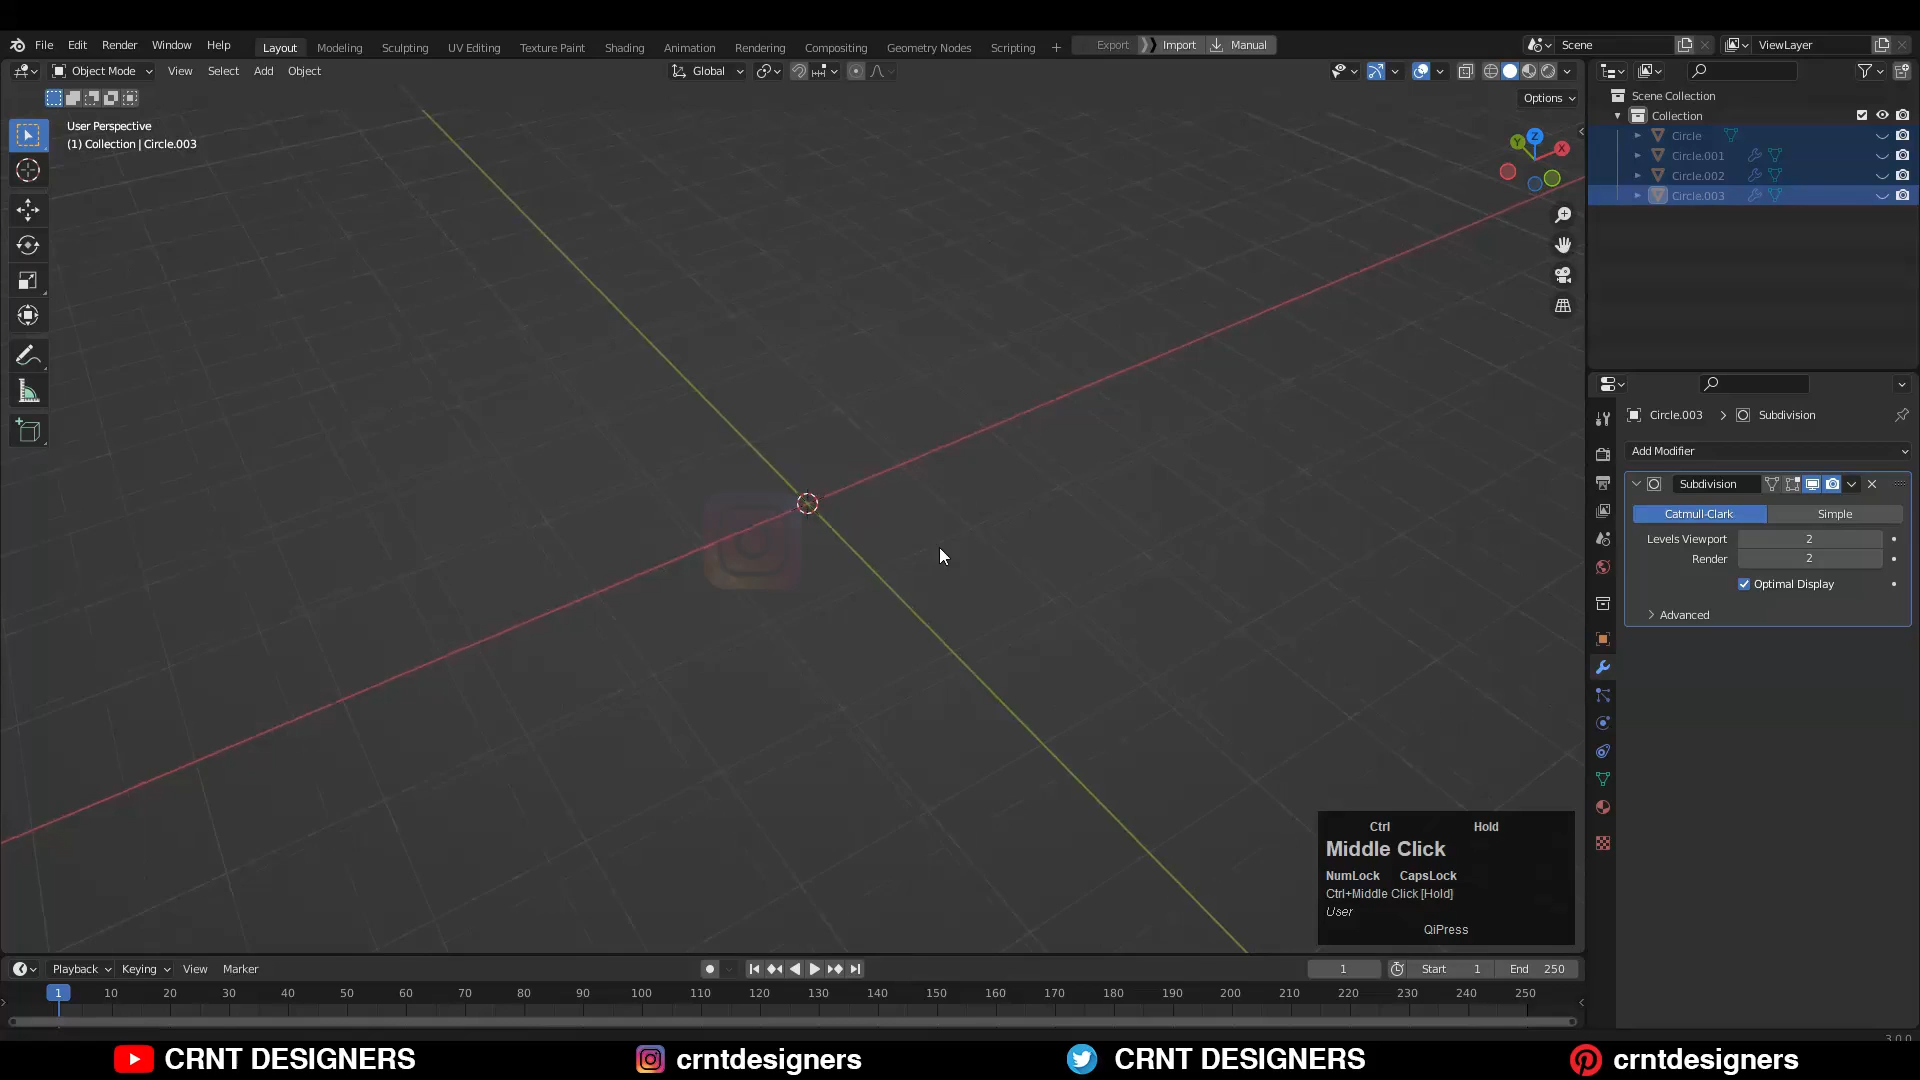 File Edit Render Window Help Layout Modeling Sculpting UV Editing Texture Paint Shading Animation Rendering Compositing Geometry Nodes Scripting + Export Import Manual Scene ViewLayer
Object Mode View Select Add Object Global
Options
User Perspective
(1) Collection | Circle.003
Z
Y
X
Scene Collection
Collection
Circle
Circle.001
Circle.002
Circle.003
Circle.003 > Subdivision
Add Modifier
Subdivision
Catmull-Clark Simple
Levels Viewport 2
Render 2
Optimal Display
Advanced
Ctrl Hold
Middle Click
NumLock CapsLock
Ctrl+Middle Click [Hold]
User
QiPress
Playback Keying View Marker 1 Start 1 End 250
1 10 20 30 40 50 60 70 80 90 100 110 120 130 140 150 160 170 180 190 200 210 220 230 240 250
3.0.0
CRNT DESIGNERS crntdesigners CRNT DESIGNERS crntdesigners